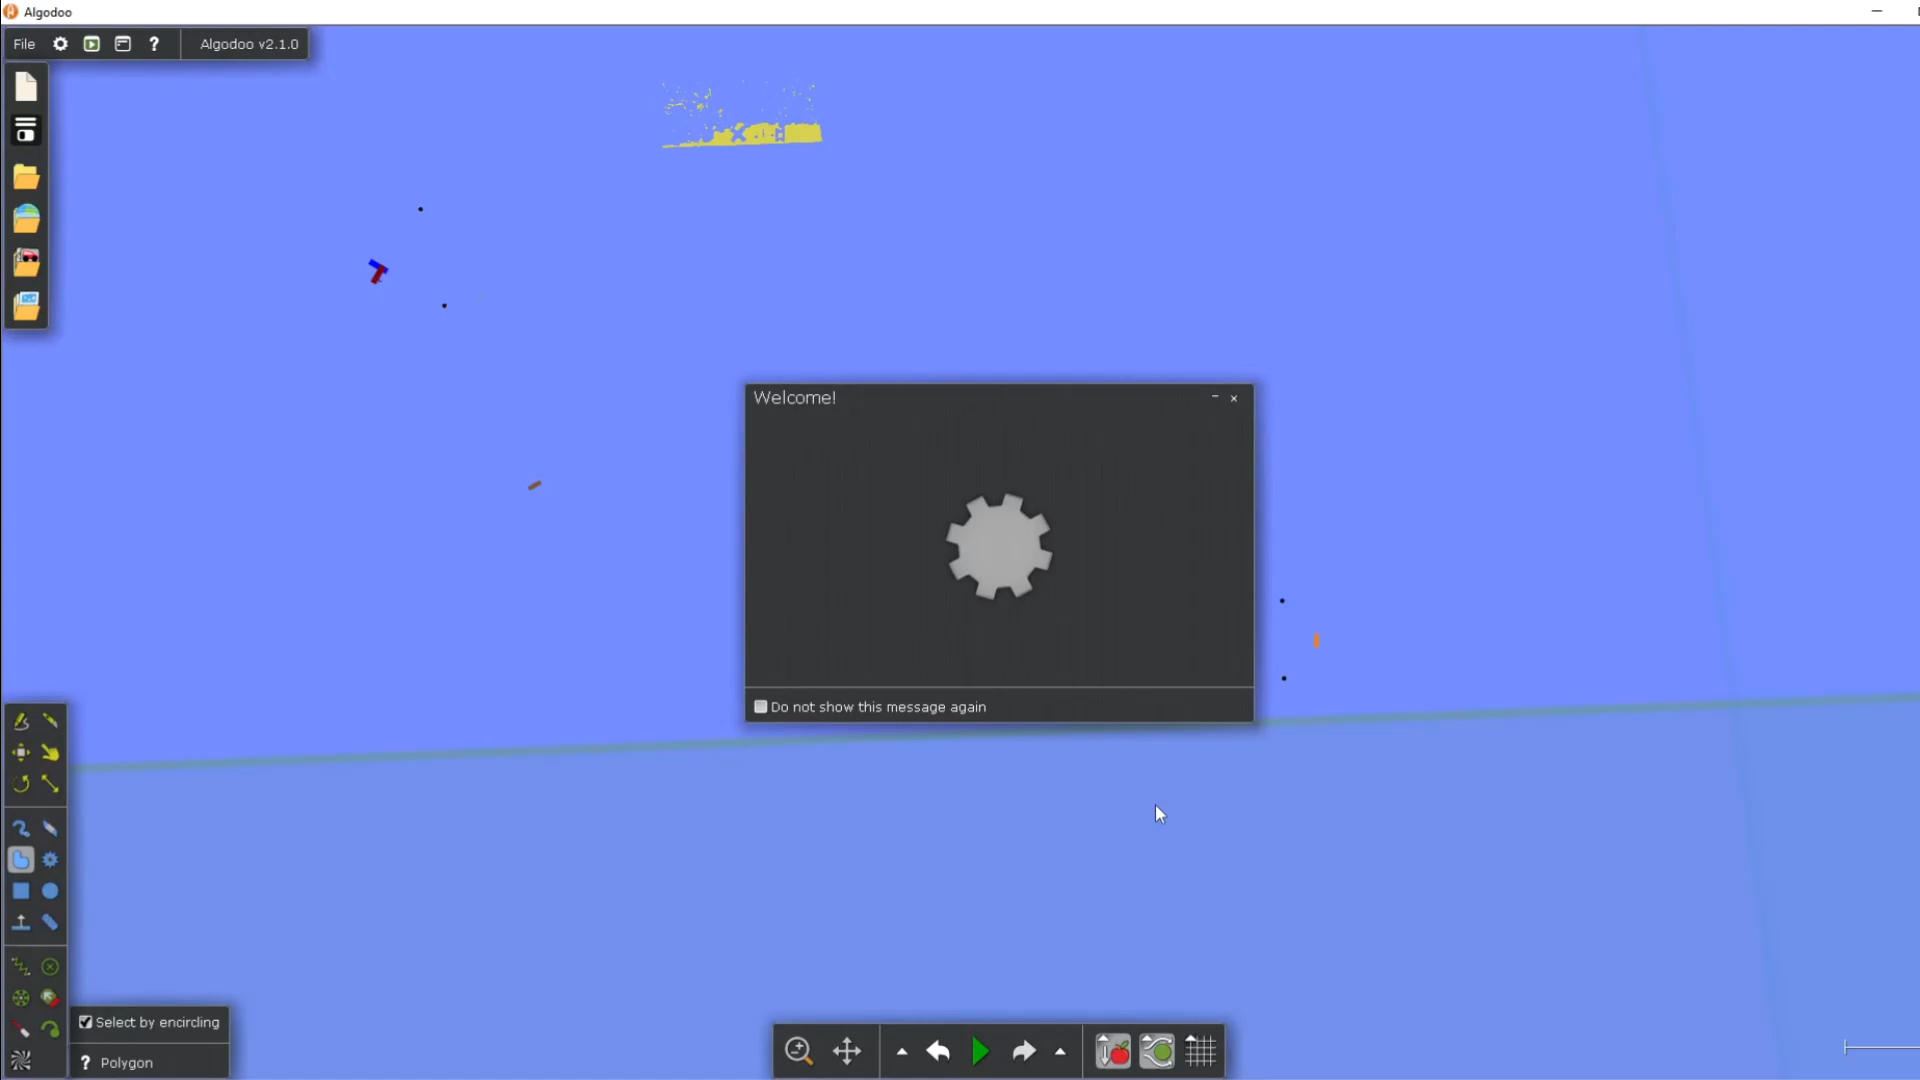 Algodoo
File ? Algodoo v2.1.0
Welcome!
Do not show this message again
Select by encircling
? Polygon